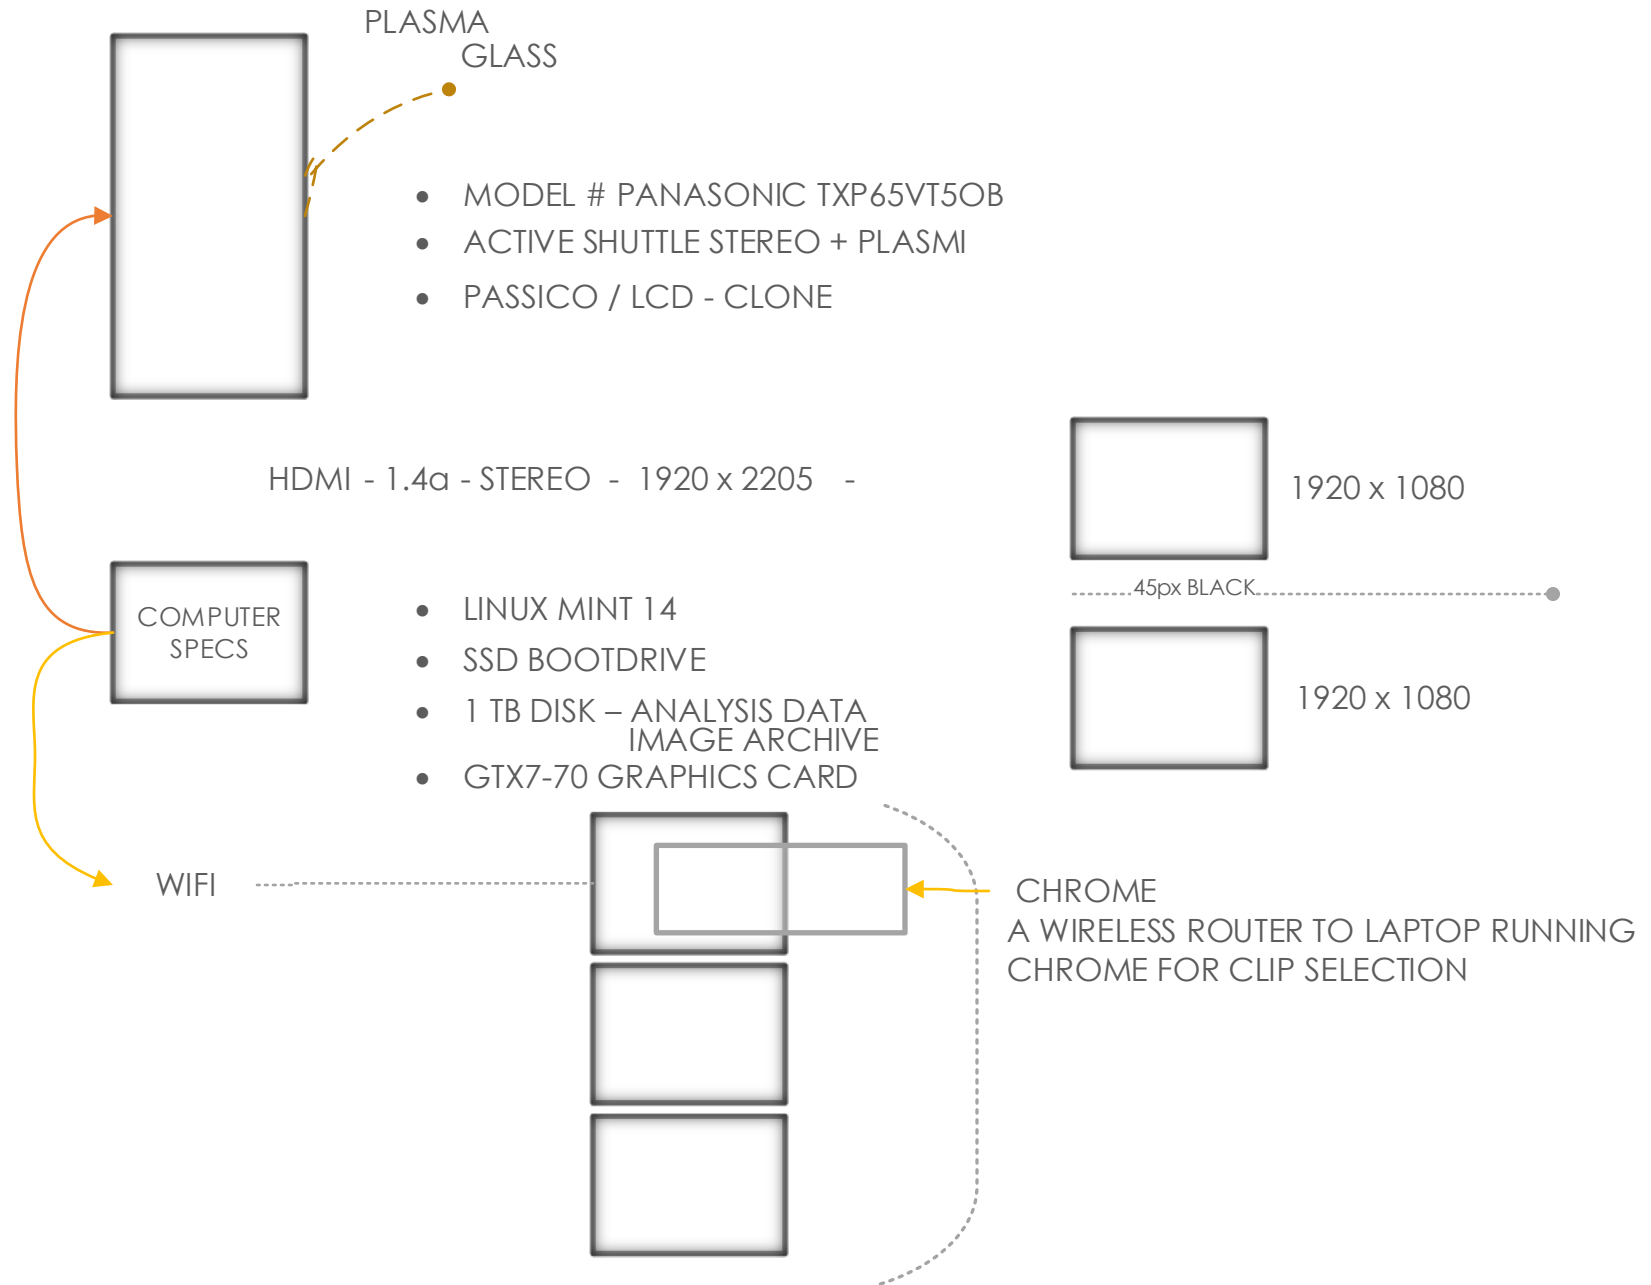 PLASMA
GLASS
MODEL # PANASONIC TXP65VT5OB
ACTIVE SHUTTLE STEREO + PLASMI
PASSICO / LCD - CLONE
HDMI - 1.4a - STEREO - 1920 x 2205 -
1920 x 1080
45px BLACK
1920 x 1080
COMPUTER
SPECS
LINUX MINT 14
SSD BOOTDRIVE
1 TB DISK – ANALYSIS DATA
IMAGE ARCHIVE
GTX7-70 GRAPHICS CARD
WIFI
CHROME
A WIRELESS ROUTER TO LAPTOP RUNNING
CHROME FOR CLIP SELECTION